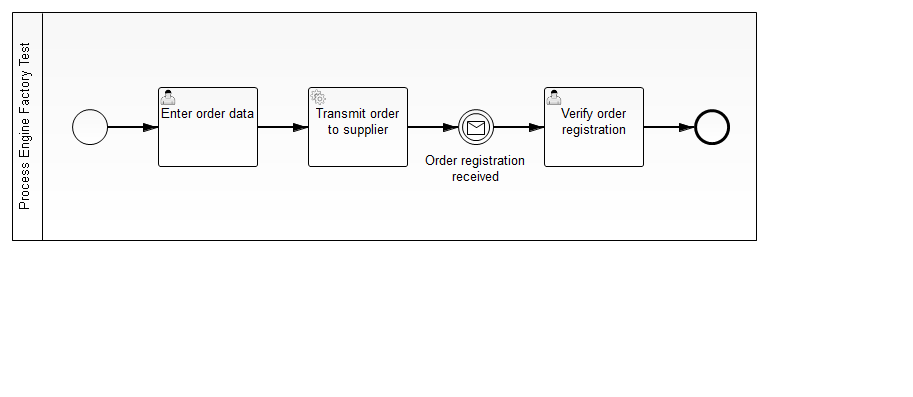 Process Engine Factory Test
Enter order data
Transmit order
to supplier
Order registration
received
Verify order
registration